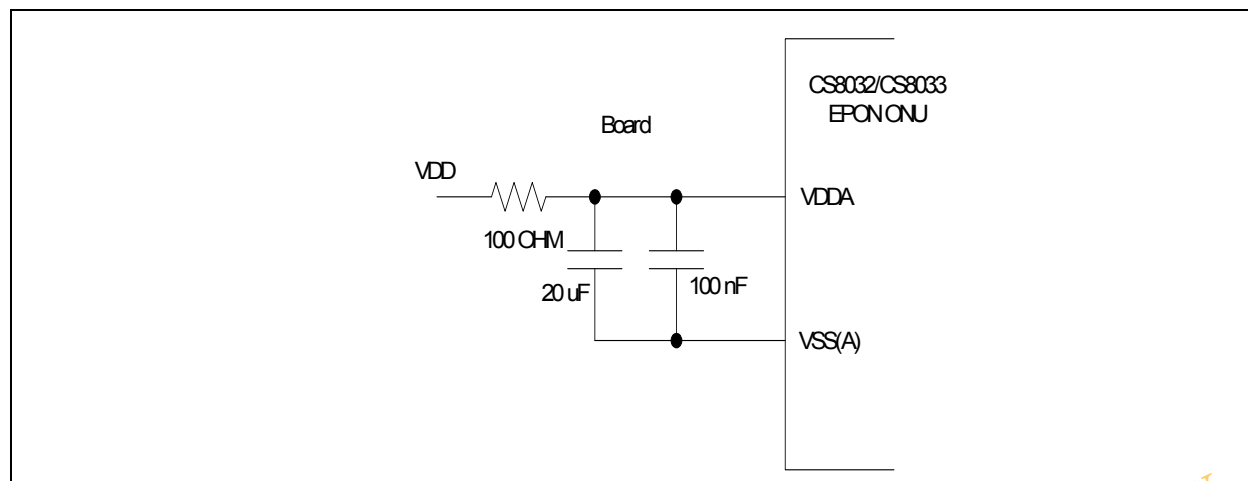 CS8032/CS8033
EPON ONU
Board
VDD
VDDA
100 OHM
20 uF
100 nF
VSS(A)